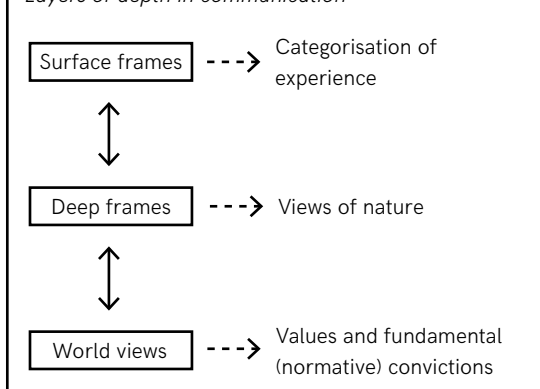 Layers of depth in communication
Surface frames
Categorisation of
experience
Deep frames
Views of nature
World views
Values and fundamental
(normative) convictions